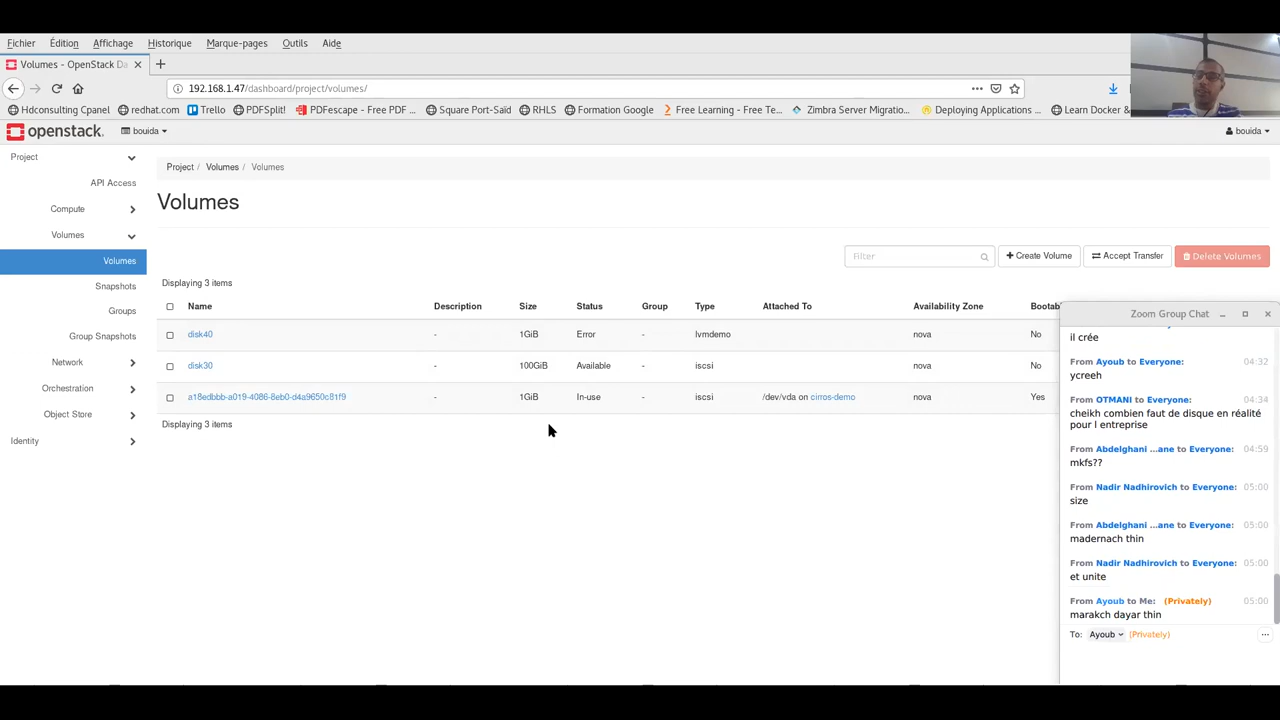 Fichier Édition Affichage Historique Marque-pages Outils Aide
Volumes - OpenStack Da
192.168.1.47/dashboard/project/volumes/
Hdconsulting Cpanel redhat.com Trello PDFSplit! PDFescape - Free PDF ... Square Port-Saïd RHLS Formation Google Free Learning - Free Te... Zimbra Server Migratio... Deploying Applications ... Learn Docker &
openstack. bouida bouida
Project
API Access
Compute
Volumes
Volumes
Snapshots
Groups
Group Snapshots
Network
Orchestration
Object Store
Identity
Project / Volumes / Volumes
Volumes
Filter + Create Volume Accept Transfer Delete Volumes
Displaying 3 items
Name Description Size Status Group Type Attached To Availability Zone Bootab
disk40 - 1GiB Error - lvmdemo nova No
disk30 - 100GiB Available - iscsi nova No
a18edbbb-a019-4086-8eb0-d4a9650c81f9 - 1GiB In-use - iscsi /dev/vda on cirros-demo nova Yes
Displaying 3 items
Zoom Group Chat
il crée
From Ayoub to Everyone: 04:32
ycreeh
From OTMANI to Everyone: 04:34
cheikh combien faut de disque en réalité
pour l entreprise
From Abdelghani ...ane to Everyone: 04:59
mkfs??
From Nadir Nadhirovich to Everyone: 05:00
size
From Abdelghani ...ane to Everyone: 05:00
madernach thin
From Nadir Nadhirovich to Everyone: 05:00
et unite
From Ayoub to Me: (Privately) 05:00
marakch dayar thin
To: Ayoub (Privately)